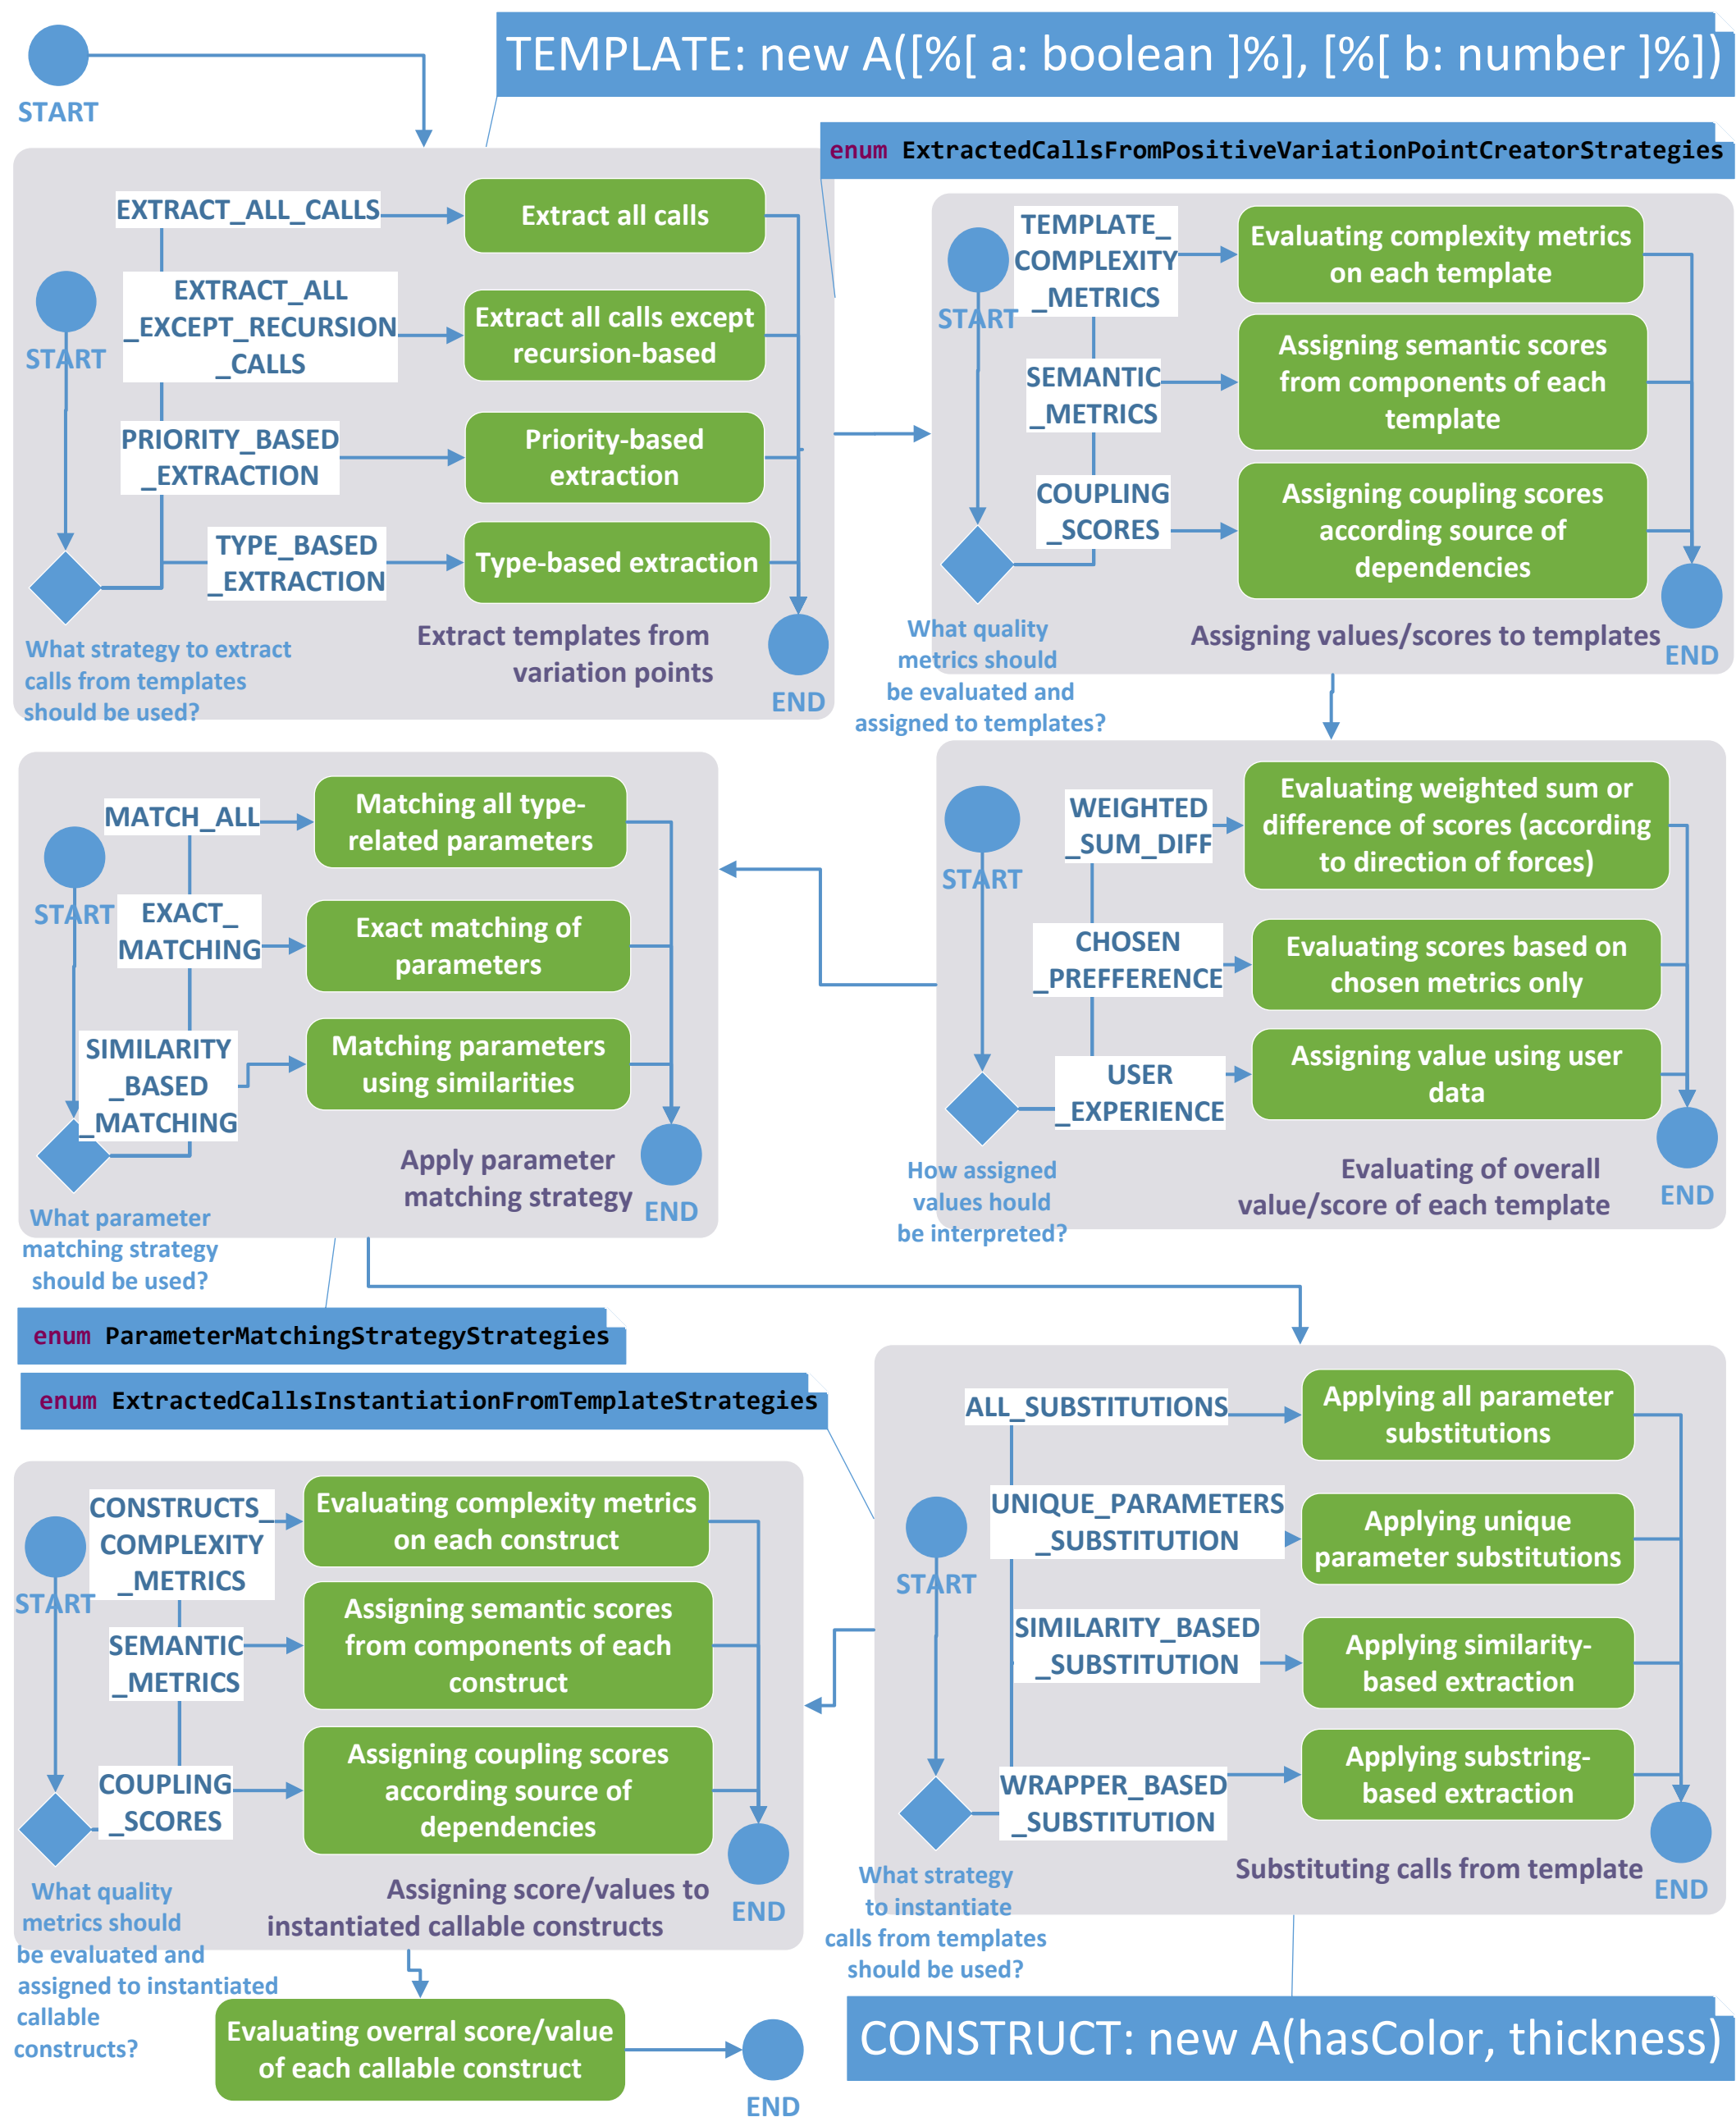 START
TEMPLATE: new A([%[ a: boolean ]%], [%[ b: number ]%])
enum ExtractedCallsFromPositiveVariationPointCreatorStrategies
EXTRACT_ALL_CALLS
Extract all calls
START
EXTRACT_ALL
_EXCEPT_RECURSION
_CALLS
Extract all calls except
recursion-based
PRIORITY_BASED
_EXTRACTION
Priority-based
extraction
TYPE_BASED
_EXTRACTION
Type-based extraction
What strategy to extract
calls from templates
should be used?
Extract templates from
variation points
END
START
TEMPLATE_
COMPLEXITY
_METRICS
Evaluating complexity metrics
on each template
SEMANTIC
_METRICS
Assigning semantic scores
from components of each
template
COUPLING
_SCORES
Assigning coupling scores
according source of
dependencies
What quality
metrics should
be evaluated and
assigned to templates?
Assigning values/scores to templates
END
MATCH_ALL
Matching all type-
related parameters
START
EXACT_
MATCHING
Exact matching of
parameters
SIMILARITY
_BASED
_MATCHING
Matching parameters
using similarities
What parameter
matching strategy
should be used?
Apply parameter
matching strategy
END
START
WEIGHTED
_SUM_DIFF
Evaluating weighted sum or
difference of scores (according
to direction of forces)
CHOSEN
_PREFFERENCE
Evaluating scores based on
chosen metrics only
USER
_EXPERIENCE
Assigning value using user
data
How assigned
values hould
be interpreted?
Evaluating of overall
value/score of each template
END
enum ParameterMatchingStrategyStrategies
enum ExtractedCallsInstantiationFromTemplateStrategies
ALL_SUBSTITUTIONS
Applying all parameter
substitutions
START
UNIQUE_PARAMETERS
_SUBSTITUTION
Applying unique
parameter substitutions
SIMILARITY_BASED
_SUBSTITUTION
Applying similarity-
based extraction
WRAPPER_BASED
_SUBSTITUTION
Applying substring-
based extraction
What strategy
to instantiate
calls from templates
should be used?
Substituting calls from template
END
START
CONSTRUCTS_
COMPLEXITY
_METRICS
Evaluating complexity metrics
on each construct
SEMANTIC
_METRICS
Assigning semantic scores
from components of each
construct
COUPLING
_SCORES
Assigning coupling scores
according source of
dependencies
What quality
metrics should
be evaluated and
assigned to instantiated
callable
constructs?
Assigning score/values to
instantiated callable constructs
END
Evaluating overral score/value
of each callable construct
END
CONSTRUCT: new A(hasColor, thickness)